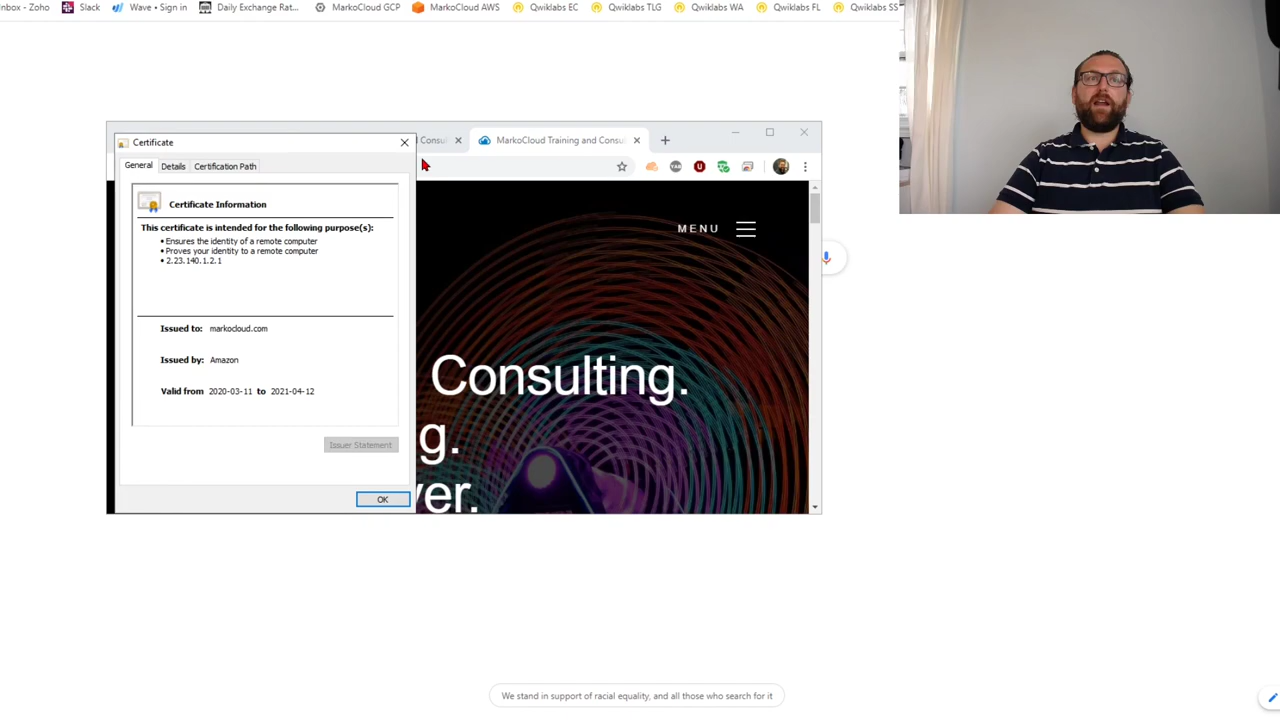 nbox - Zoho Slack Wave • Sign in Daily Exchange Rat... MarkoCloud GCP MarkoCloud AWS Qwiklabs EC Qwiklabs TLG Qwiklabs WA Qwiklabs FL Qwiklabs SS
Certificate
Consul MarkoCloud Training and Consu
General Details Certification Path
Certificate Information
This certificate is intended for the following purpose(s):
• Ensures the identity of a remote computer
• Proves your identity to a remote computer
• 2.23.140.1.2.1
Issued to: markocloud.com
Issued by: Amazon
Valid from 2020-03-11 to 2021-04-12
Issuer Statement
OK
MENU
Consulting.
g.
ver.
We stand in support of racial equality, and all those who search for it